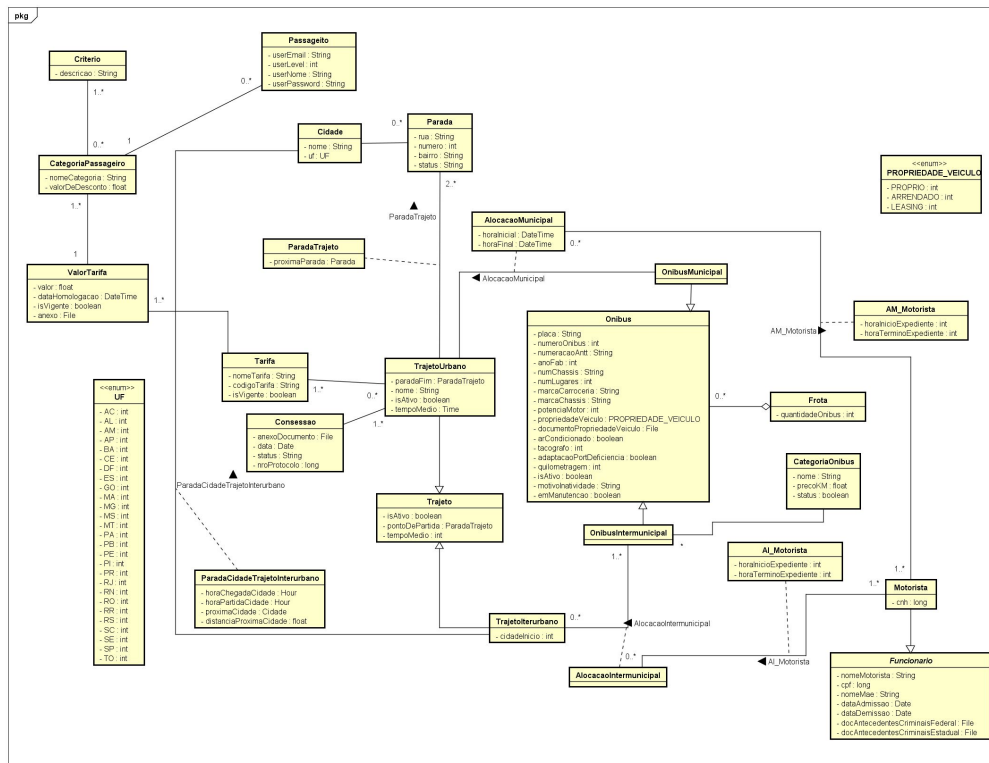 pkg
Criterio
- descricao : String
1..*
0..*
Passageito
- userEmail : String
- userLevel : int
- userNome : String
- userPassword : String
0..*
1
CategoriaPassageiro
- nomeCategoria : String
- valorDeDesconto : float
1..*
1
Cidade
- nome : String
- uf : UF
0..*
Parada
- rua : String
- numero : int
- bairro : String
- status : String
2..*
ParadaTrajeto
<<enum>>
PROPRIEDADE_VEICULO
- PROPRIO : int
- ARRENDADO : int
- LEASING : int
AlocacaoMunicipal
- horaInicial : DateTime
- horaFinal : DateTime
0..*
ParadaTrajeto
- proximaParada : Parada
AlocacaoMunicipal
OnibusMunicipal
ValorTarifa
- valor : float
- dataHomologacao : DateTime
- isVigente : boolean
- anexo : File
1..*
AM_Motorista
AM_Motorista
- horaInicioExpediente : int
- horaTerminoExpediente : int
Onibus
- placa : String
- numeroOnibus : int
- numeracaoAntt : String
- anoFab : int
- numChassis : String
- numLugares : int
- marcaCarroceria : String
- marcaChassis : String
- potenciaMotor : int
- propriedadeVeiculo : PROPRIEDADE_VEICULO
- documentoPropriedadeVeiculo : File
- arCondicionado : boolean
- tacografo : int
- adaptacaoPortDeficiencia : boolean
- quilometragem : int
- isAtivo : boolean
- motivoInatividade : String
- emManutencao : boolean
0..*
Frota
- quantidadeOnibus : int
Tarifa
- nomeTarifa : String
- codigoTarifa : String
- isVigente : boolean
1..*
0..*
TrajetoUrbano
- paradaFim : ParadaTrajeto
- nome : String
- isAtivo : boolean
- tempoMedio : Time
1..*
Consessao
- anexoDocumento : File
- data : Date
- status : String
- nroProtocolo : long
<<enum>>
UF
- AC : int
- AL : int
- AM : int
- AP : int
- BA : int
- CE : int
- DF : int
- ES : int
- GO : int
- MA : int
- MG : int
- MS : int
- MT : int
- PA : int
- PB : int
- PE : int
- PI : int
- PR : int
- RJ : int
- RN : int
- RO : int
- RR : int
- RS : int
- SC : int
- SE : int
- SP : int
- TO : int
ParadaCidadeTrajetoInterurbano
CategoriaOnibus
- nome : String
- precoKM : float
- status : boolean
Trajeto
- isAtivo : boolean
- pontoDePartida : ParadaTrajeto
- tempoMedio : int
OnibusIntermunicipal
1..*
*
AI_Motorista
- horaInicioExpediente : int
- horaTerminoExpediente : int
ParadaCidadeTrajetoInterurbano
- horaChegadaCidade : Hour
- horaPartidaCidade : Hour
- proximaCidade : Cidade
- distanciaProximaCidade : float
1..*
1..*
Motorista
- cnh : long
TrajetoIterurbano
- cidadeInicio : int
0..*
0..*
AlocacaoIntermunicipal
0..*
AI_Motorista
AlocacaoIntermunicipal
Funcionario
- nomeMotorista : String
- cpf : long
- nomeMae : String
- dataAdmissao : Date
- dataDemissao : Date
- docAntecedentesCriminaisFederal : File
- docAntecedentesCriminaisEstadual : File